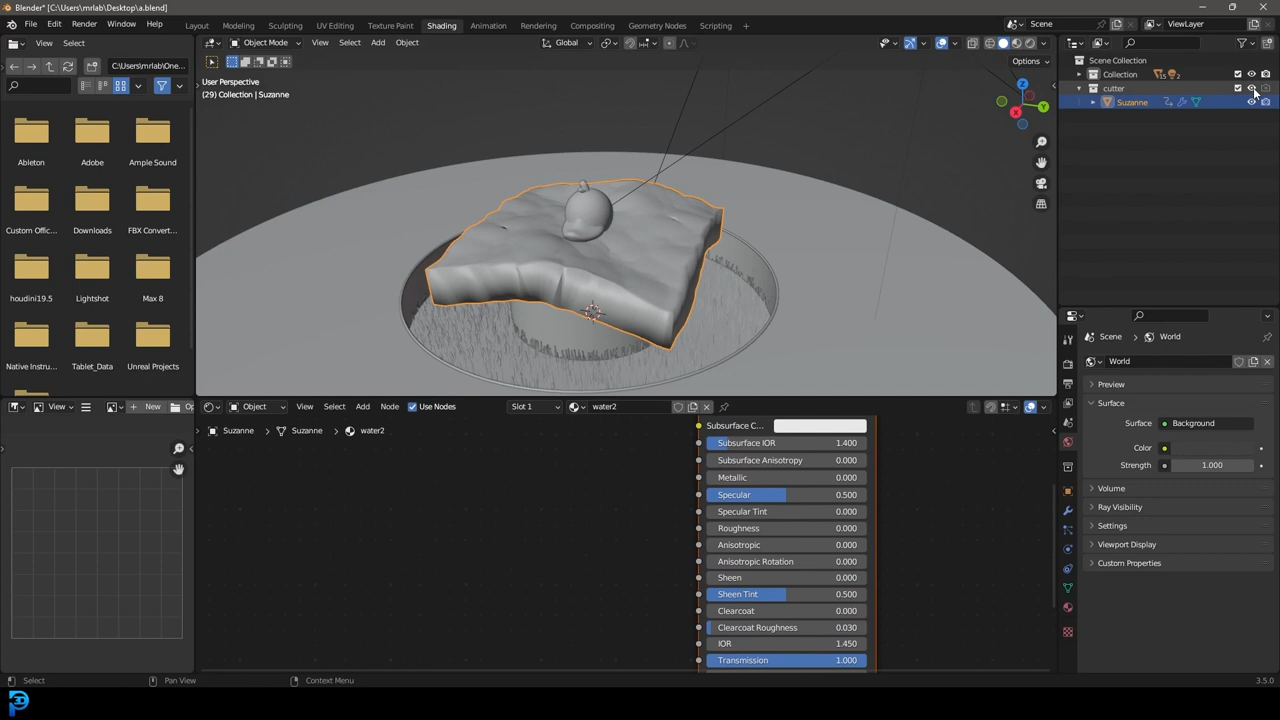 Blender* [C:\Users\mrlab\Desktop\a.blend]
File Edit Render Window Help Layout Modeling Sculpting UV Editing Texture Paint Shading Animation Rendering Compositing Geometry Nodes Scripting + Scene ViewLayer
View Select
Object Mode View Select Add Object Global
C:\Users\mrlab\One...
Options
User Perspective
(29) Collection | Suzanne
Z
Y
X
Scene Collection
Collection 15 2
cutter
Suzanne
Ableton Adobe Ample Sound
Custom Offic... Downloads FBX Convert...
houdini19.5 Lightshot Max 8
Native Instru... Tablet_Data Unreal Projects
Scene > World
World
Preview
Surface
Surface Background
Color
Strength 1.000
Volume
Ray Visibility
Settings
Viewport Display
Custom Properties
View + New Op
Object View Select Add Node Use Nodes Slot 1 water2
Suzanne > Suzanne > water2
Subsurface C...
Subsurface IOR 1.400
Subsurface Anisotropy 0.000
Metallic 0.000
Specular 0.500
Specular Tint 0.000
Roughness 0.000
Anisotropic 0.000
Anisotropic Rotation 0.000
Sheen 0.000
Sheen Tint 0.500
Clearcoat 0.000
Clearcoat Roughness 0.030
IOR 1.450
Transmission 1.000
Select Pan View Context Menu 3.5.0